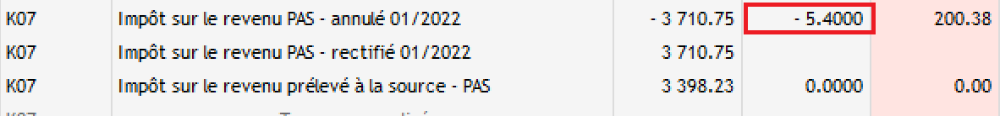 K07 Impôt sur le revenu PAS - annulé 01/2022 - 3 710.75 - 5.4000 200.38
K07 Impôt sur le revenu PAS - rectifié 01/2022 3 710.75
K07 Impôt sur le revenu prélevé à la source - PAS 3 398.23 0.0000 0.00